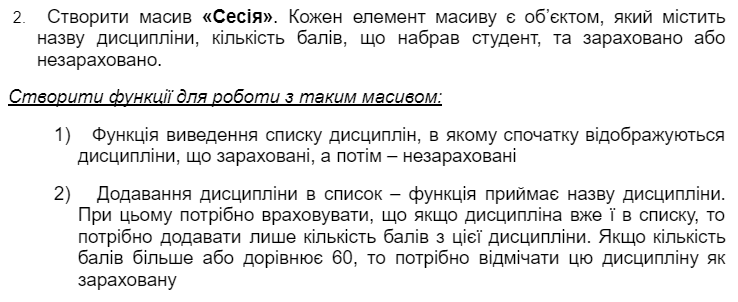 2. Створити масив «Сесія». Кожен елемент масиву є об’єктом, який містить
назву дисципліни, кількість балів, що набрав студент, та зараховано або
незараховано.
Створити функції для роботи з таким масивом:
1) Функція виведення списку дисциплін, в якому спочатку відображуються
дисципліни, що зараховані, а потім – незараховані
2) Додавання дисципліни в список – функція приймає назву дисципліни.
При цьому потрібно враховувати, що якщо дисципліна вже ї в списку, то
потрібно додавати лише кількість балів з цієї дисципліни. Якщо кількість
балів більше або дорівнює 60, то потрібно відмічати цю дисципліну як
зараховану